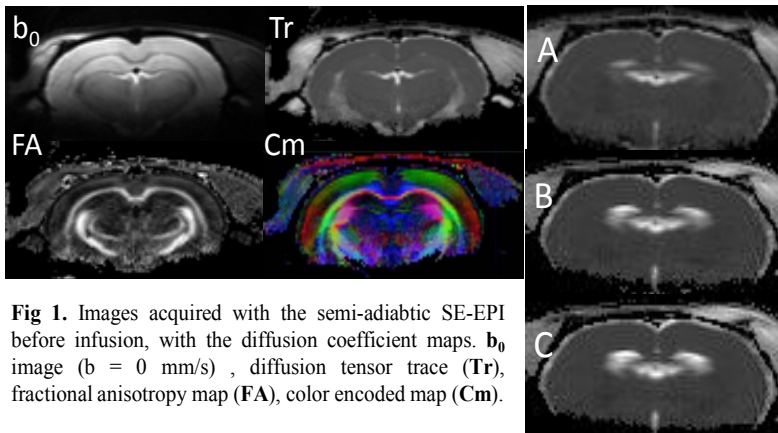 b₀
Tr
A
FA
Cm
B
C
Fig 1. Images acquired with the semi-adiabtic SE-EPI
before infusion, with the diffusion coefficient maps. b₀
image (b = 0 mm/s) , diffusion tensor trace (Tr),
fractional anisotropy map (FA), color encoded map (Cm).